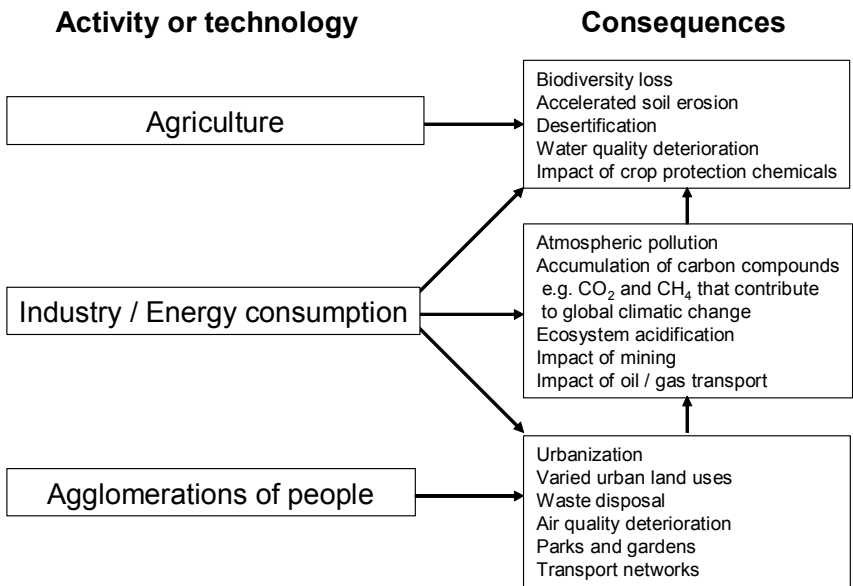 Activity or technology
Consequences
Agriculture
Biodiversity loss
Accelerated soil erosion
Desertification
Water quality deterioration
Impact of crop protection chemicals
Industry / Energy consumption
Atmospheric pollution
Accumulation of carbon compounds
e.g. CO₂ and CH₄ that contribute
to global climatic change
Ecosystem acidification
Impact of mining
Impact of oil / gas transport
Agglomerations of people
Urbanization
Varied urban land uses
Waste disposal
Air quality deterioration
Parks and gardens
Transport networks